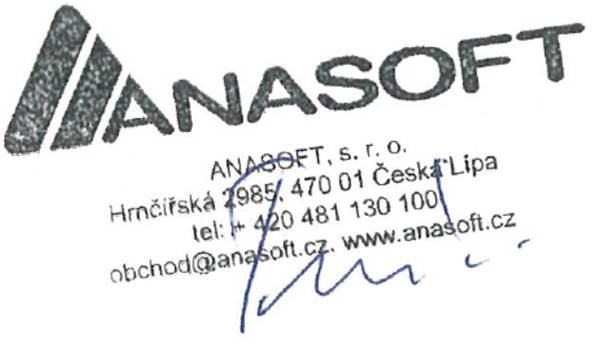 ANASOFT
ANASOFT, s. r. o.
Hrnčířská 2985, 470 01 Česká Lípa
tel: + 420 481 130 100
obchod@anasoft.cz, www.anasoft.cz